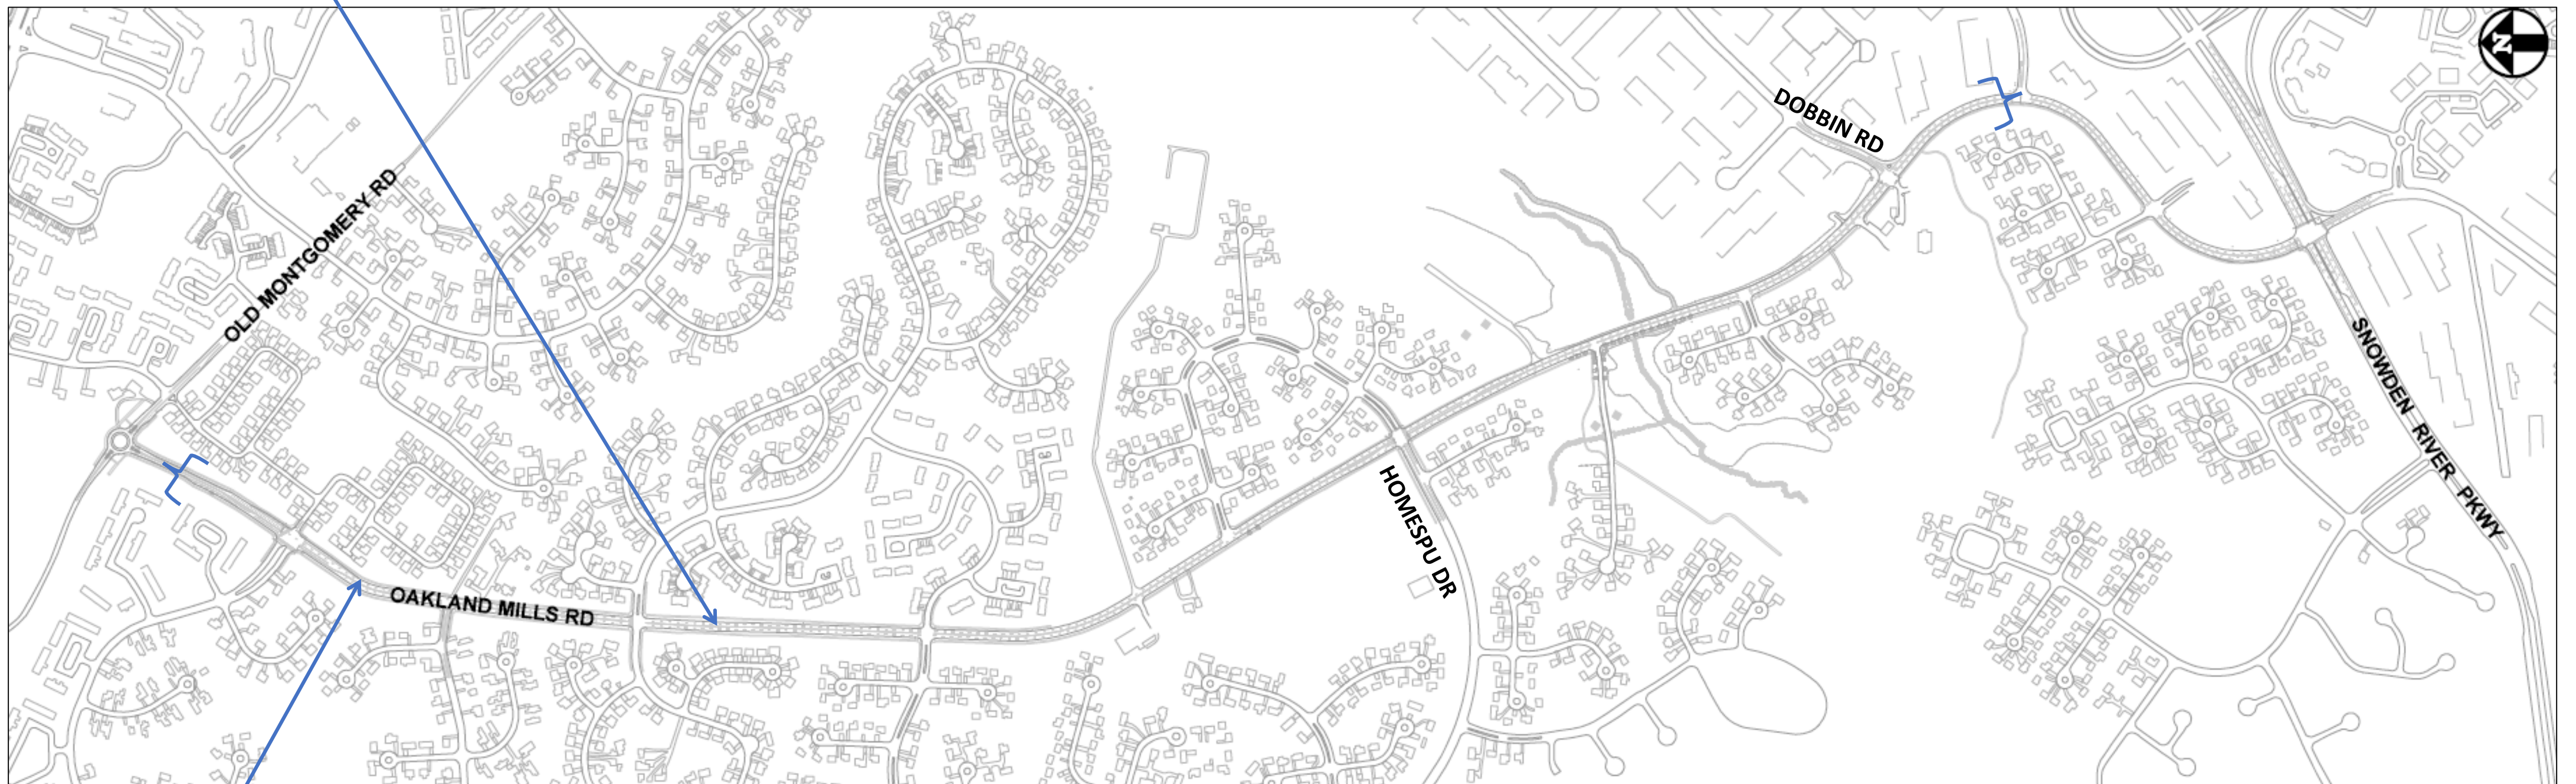 N
DOBBIN RD
OLD MONTGOMERY RD
SNOWDEN RIVER PKWY
HOMESPU DR
OAKLAND MILLS RD